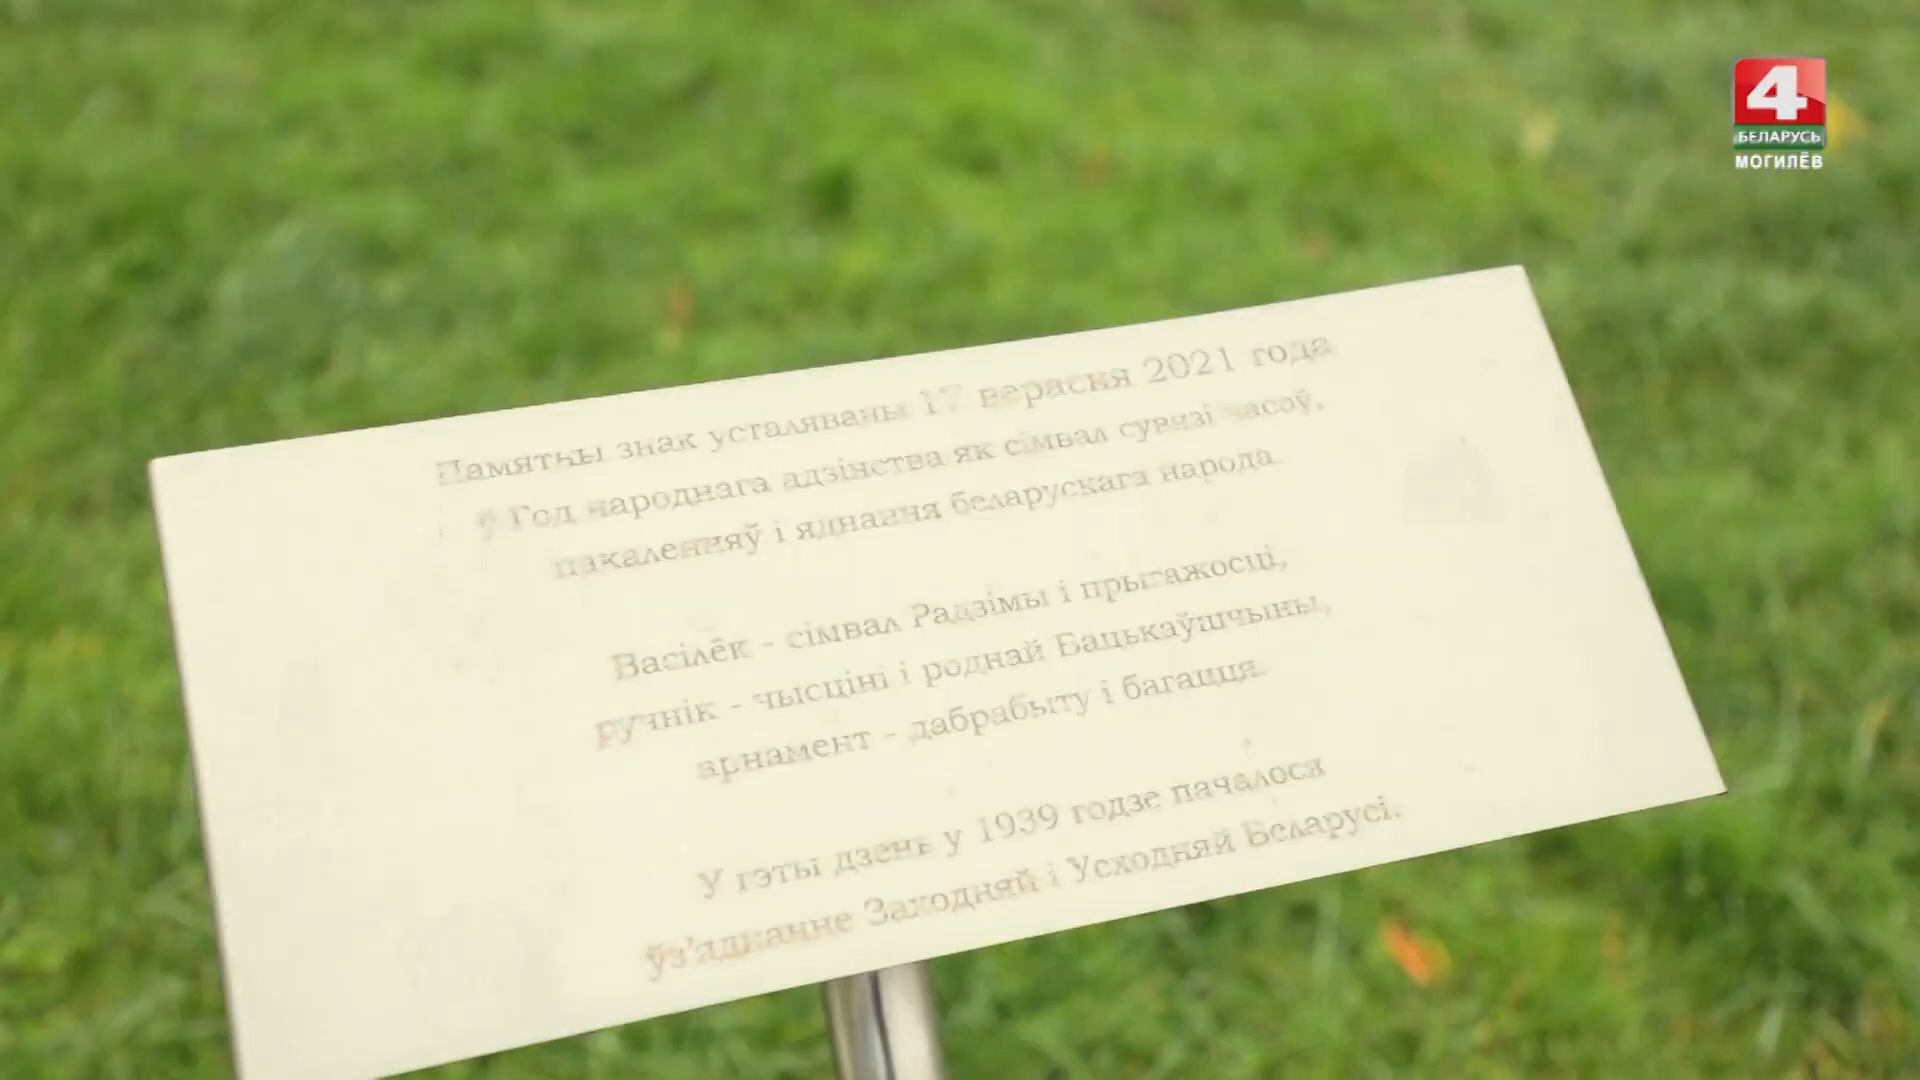 4
БЕЛАРУСЬ
МОГИЛЁВ
Памятны знак усталяваны 17 верасня 2021 года
ў Год народнага адзінства як сімвал сувязі часоў,
пакаленняў і яднання беларускага народа.
Васілёк - сімвал Радзімы і прыгажосці,
ручнік - чысціні і роднай Бацькаўшчыны,
арнамент - дабрабыту і багацця.
У гэты дзень у 1939 годзе пачалося
ўз'яднанне Заходняй і Усходняй Беларусі.